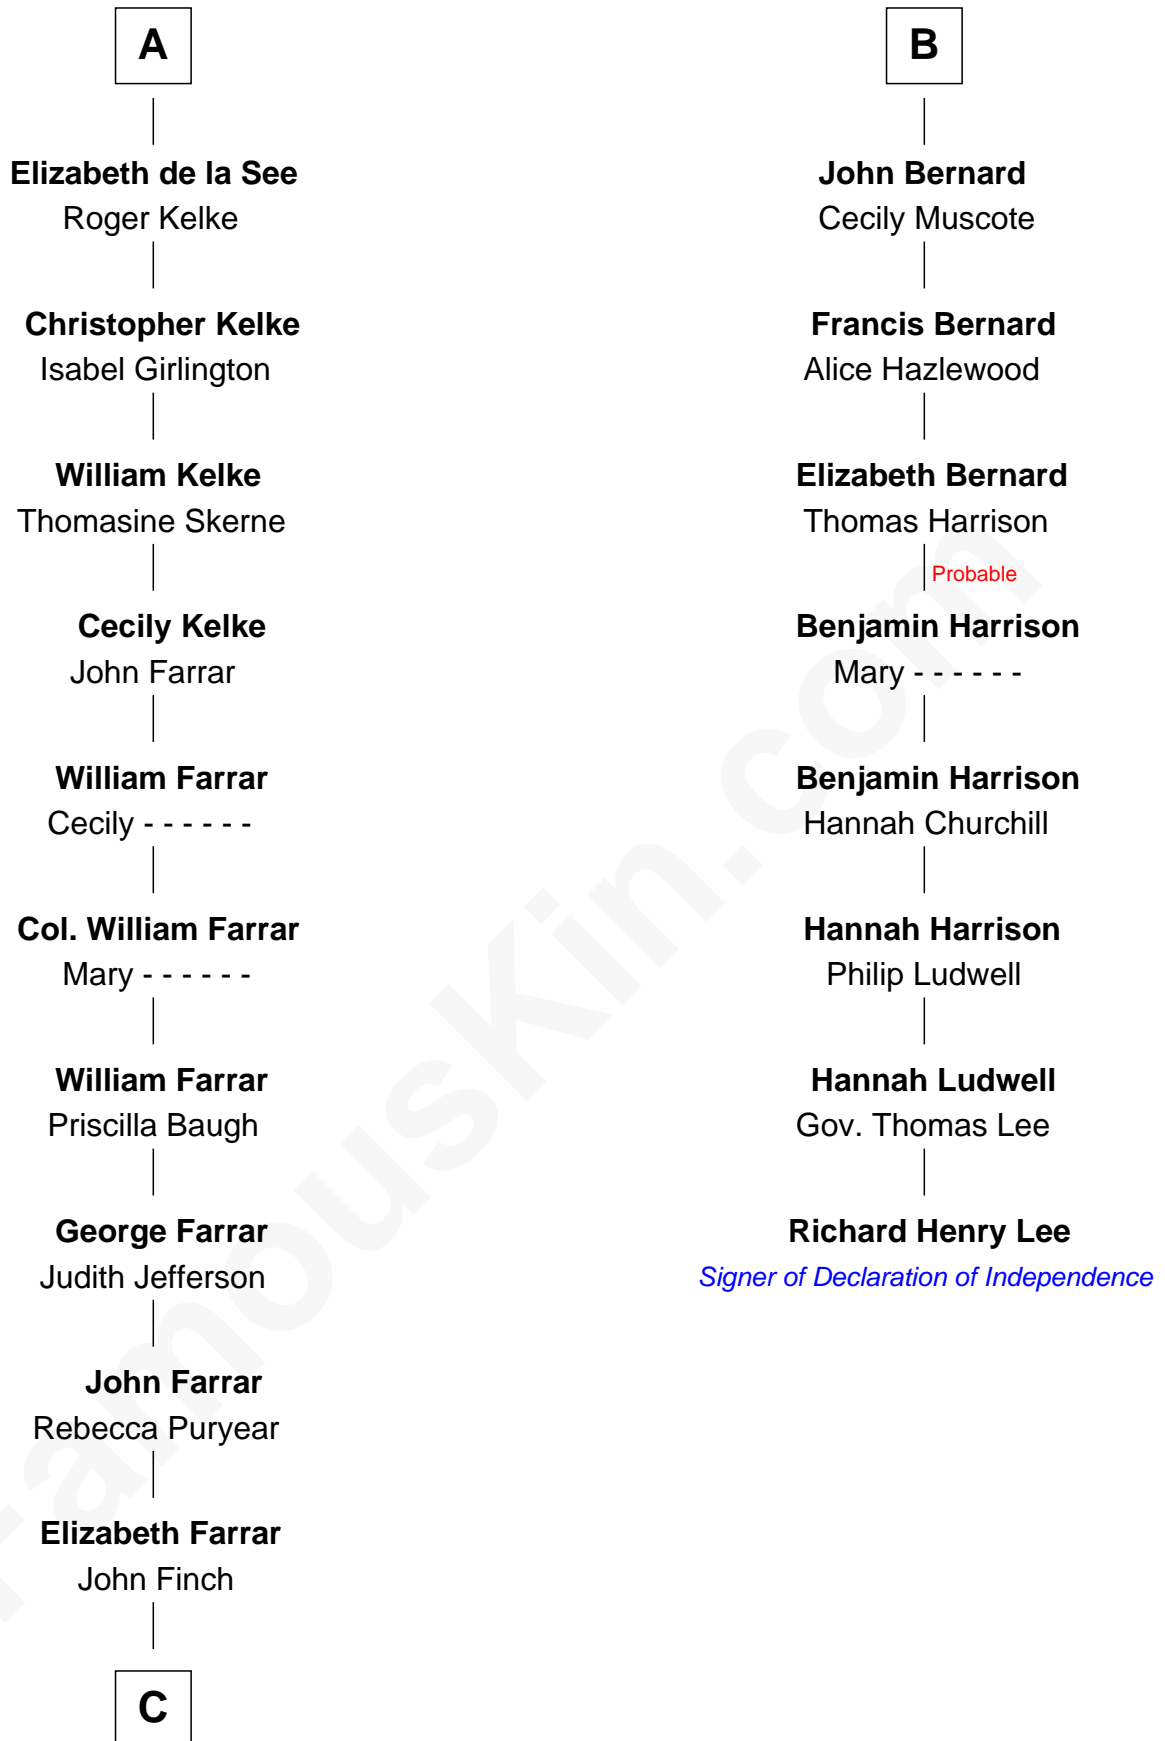 A
Elizabeth de la See
Roger Kelke
Christopher Kelke
Isabel Girlington
William Kelke
Thomasine Skerne
Cecily Kelke
John Farrar
William Farrar
Cecily - - - - - -
Col. William Farrar
Mary - - - - - -
William Farrar
Priscilla Baugh
George Farrar
Judith Jefferson
John Farrar
Rebecca Puryear
Elizabeth Farrar
John Finch
C
B
John Bernard
Cecily Muscote
Francis Bernard
Alice Hazlewood
Elizabeth Bernard
Thomas Harrison
Probable
Benjamin Harrison
Mary - - - - - -
Benjamin Harrison
Hannah Churchill
Hannah Harrison
Philip Ludwell
Hannah Ludwell
Gov. Thomas Lee
Richard Henry Lee
Signer of Declaration of Independence
FamousKin.com